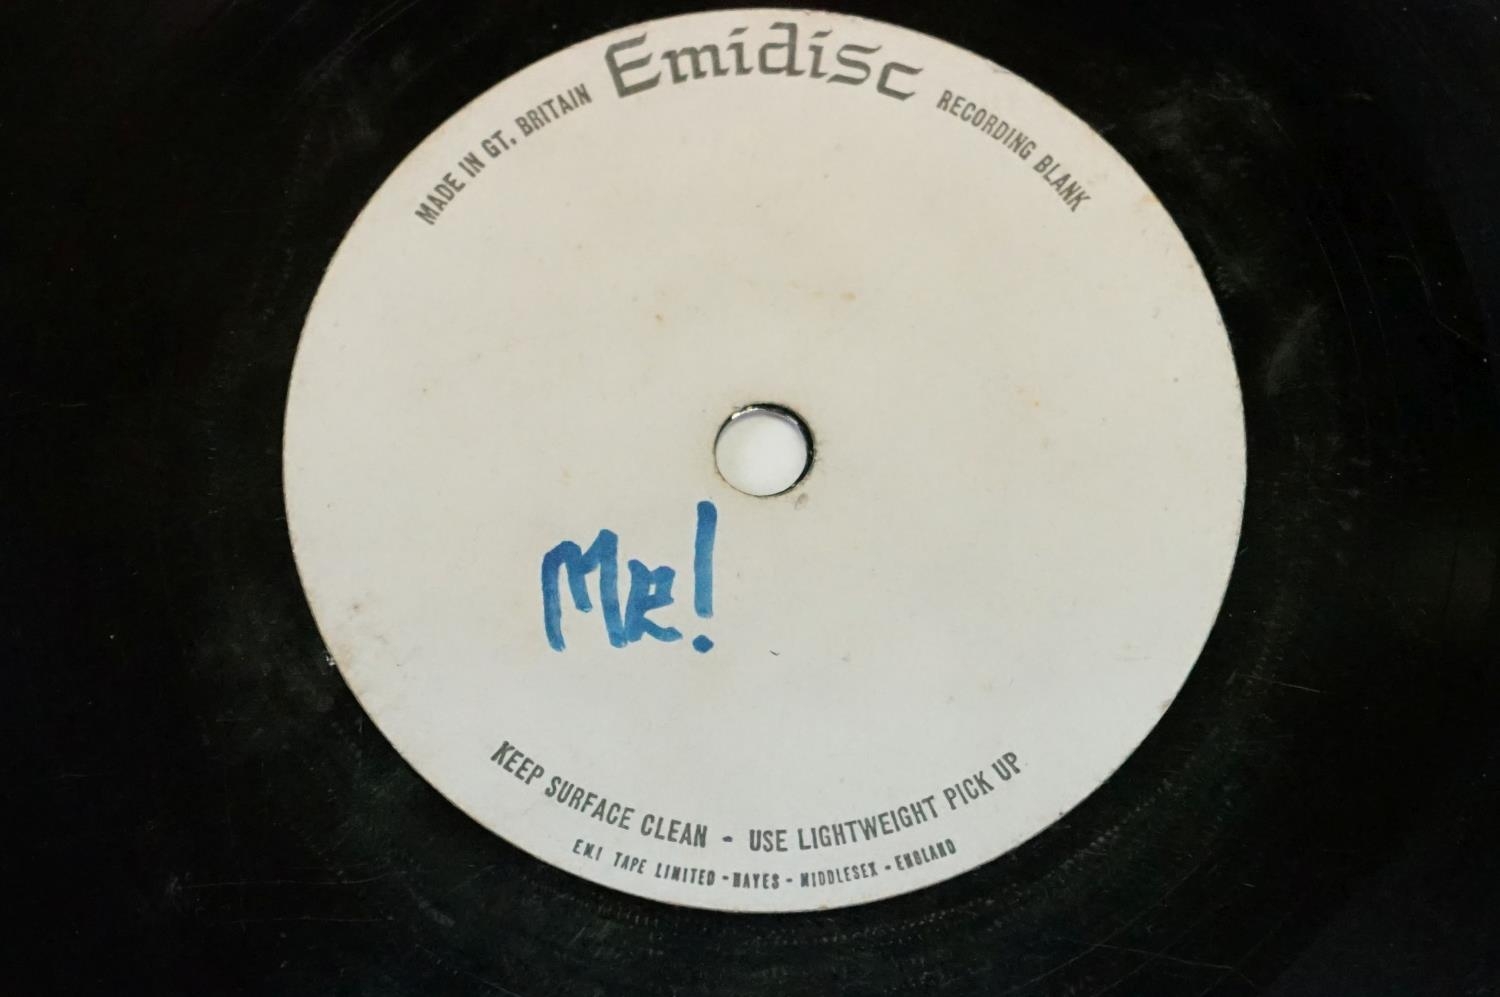 Emidisc
MADE IN GT. BRITAIN
RECORDING BLANK
Me!
KEEP SURFACE CLEAN - USE LIGHTWEIGHT PICK UP
E.M.I TAPE LIMITED - HAYES - MIDDLESEX - ENGLAND